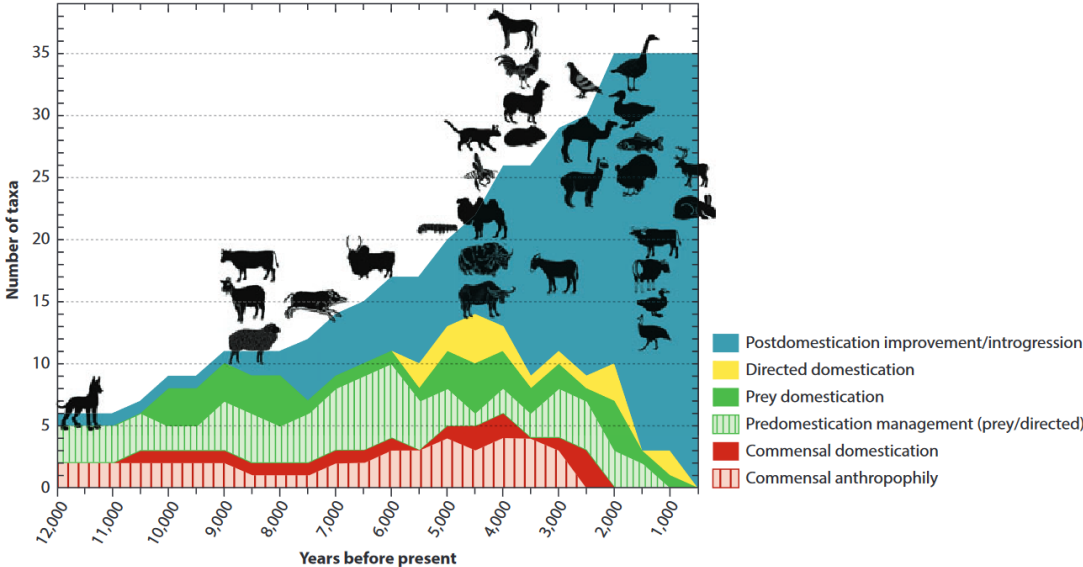 Number of taxa
35
30
25
20
15
10
5
0
12,000
11,000
10,000
9,000
8,000
7,000
6,000
5,000
4,000
3,000
2,000
1,000
Years before present
Postdomestication improvement/introgression
Directed domestication
Prey domestication
Predomestication management (prey/directed)
Commensal domestication
Commensal anthropophily